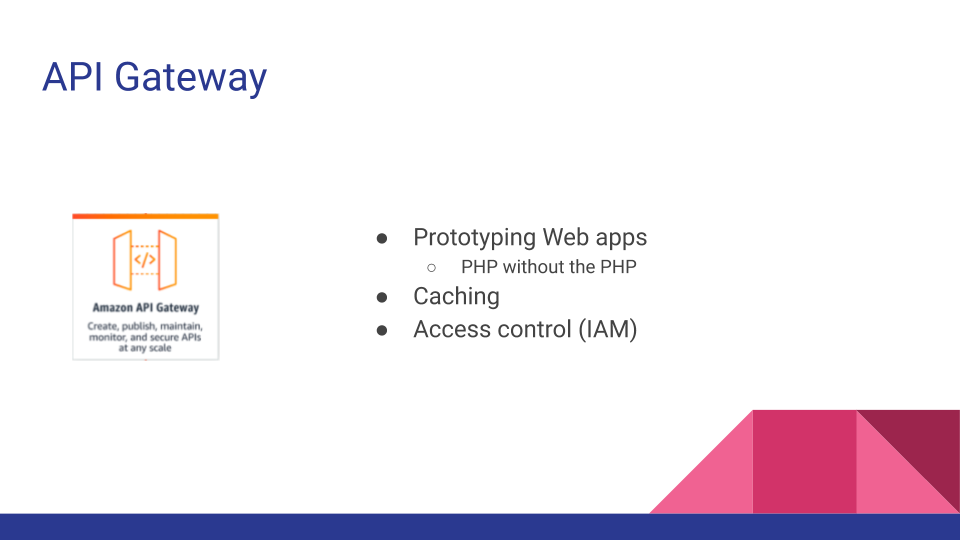 API Gateway
</>
Amazon API Gateway
Create, publish, maintain,
monitor, and secure APIs
at any scale
● Prototyping Web apps
○ PHP without the PHP
● Caching
● Access control (IAM)